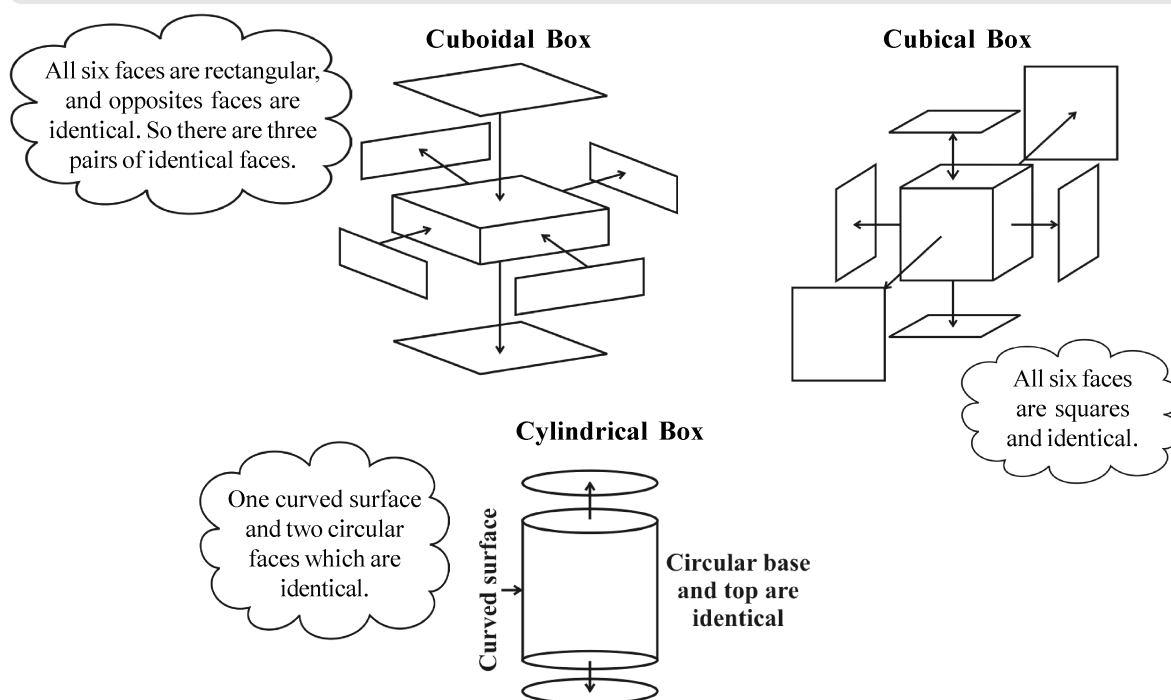 Cuboidal Box
All six faces are rectangular,
and opposites faces are
identical. So there are three
pairs of identical faces.
Cubical Box
All six faces
are squares
and identical.
Cylindrical Box
One curved surface
and two circular
faces which are
identical.
Curved surface
Circular base
and top are
identical